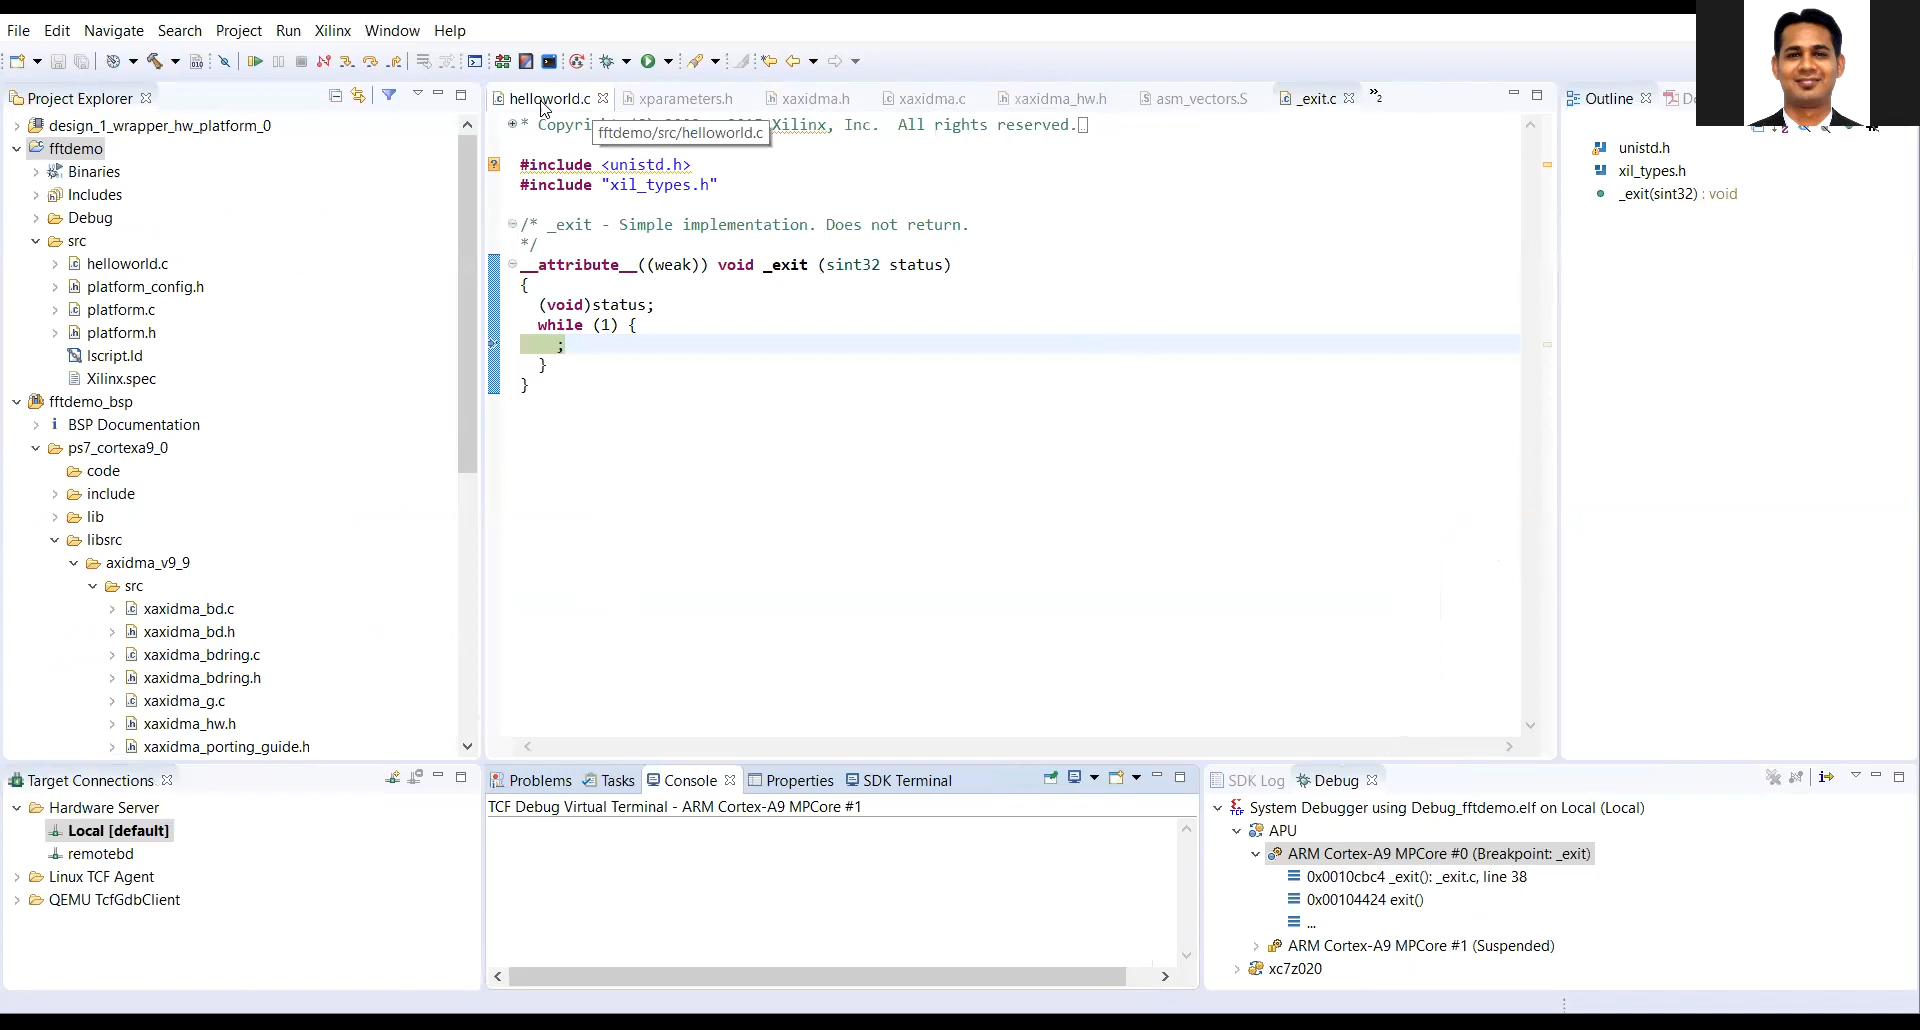 File Edit Navigate Search Project Run Xilinx Window Help
Project Explorer
design_1_wrapper_hw_platform_0
fftdemo
Binaries
Includes
Debug
src
helloworld.c
platform_config.h
platform.c
platform.h
lscript.ld
Xilinx.spec
fftdemo_bsp
BSP Documentation
ps7_cortexa9_0
code
include
lib
libsrc
axidma_v9_9
src
xaxidma_bd.c
xaxidma_bd.h
xaxidma_bdring.c
xaxidma_bdring.h
xaxidma_g.c
xaxidma_hw.h
xaxidma_porting_guide.h
helloworld.c xparameters.h xaxidma.h xaxidma.c xaxidma_hw.h asm_vectors.S _exit.c »2
Xilinx, Inc. All rights reserved.
fftdemo/src/helloworld.c
#include <unistd.h>
#include "xil_types.h"
/* _exit - Simple implementation. Does not return.
*/
__attribute__((weak)) void _exit (sint32 status)
{
(void)status;
while (1) {
;
}
}
Outline
unistd.h
xil_types.h
_exit(sint32) : void
Target Connections
Hardware Server
Local [default]
remotebd
Linux TCF Agent
QEMU TcfGdbClient
Problems Tasks Console Properties SDK Terminal
TCF Debug Virtual Terminal - ARM Cortex-A9 MPCore #1
SDK Log Debug
System Debugger using Debug_fftdemo.elf on Local (Local)
APU
ARM Cortex-A9 MPCore #0 (Breakpoint: _exit)
0x0010cbc4 _exit(): _exit.c, line 38
0x00104424 exit()
...
ARM Cortex-A9 MPCore #1 (Suspended)
xc7z020